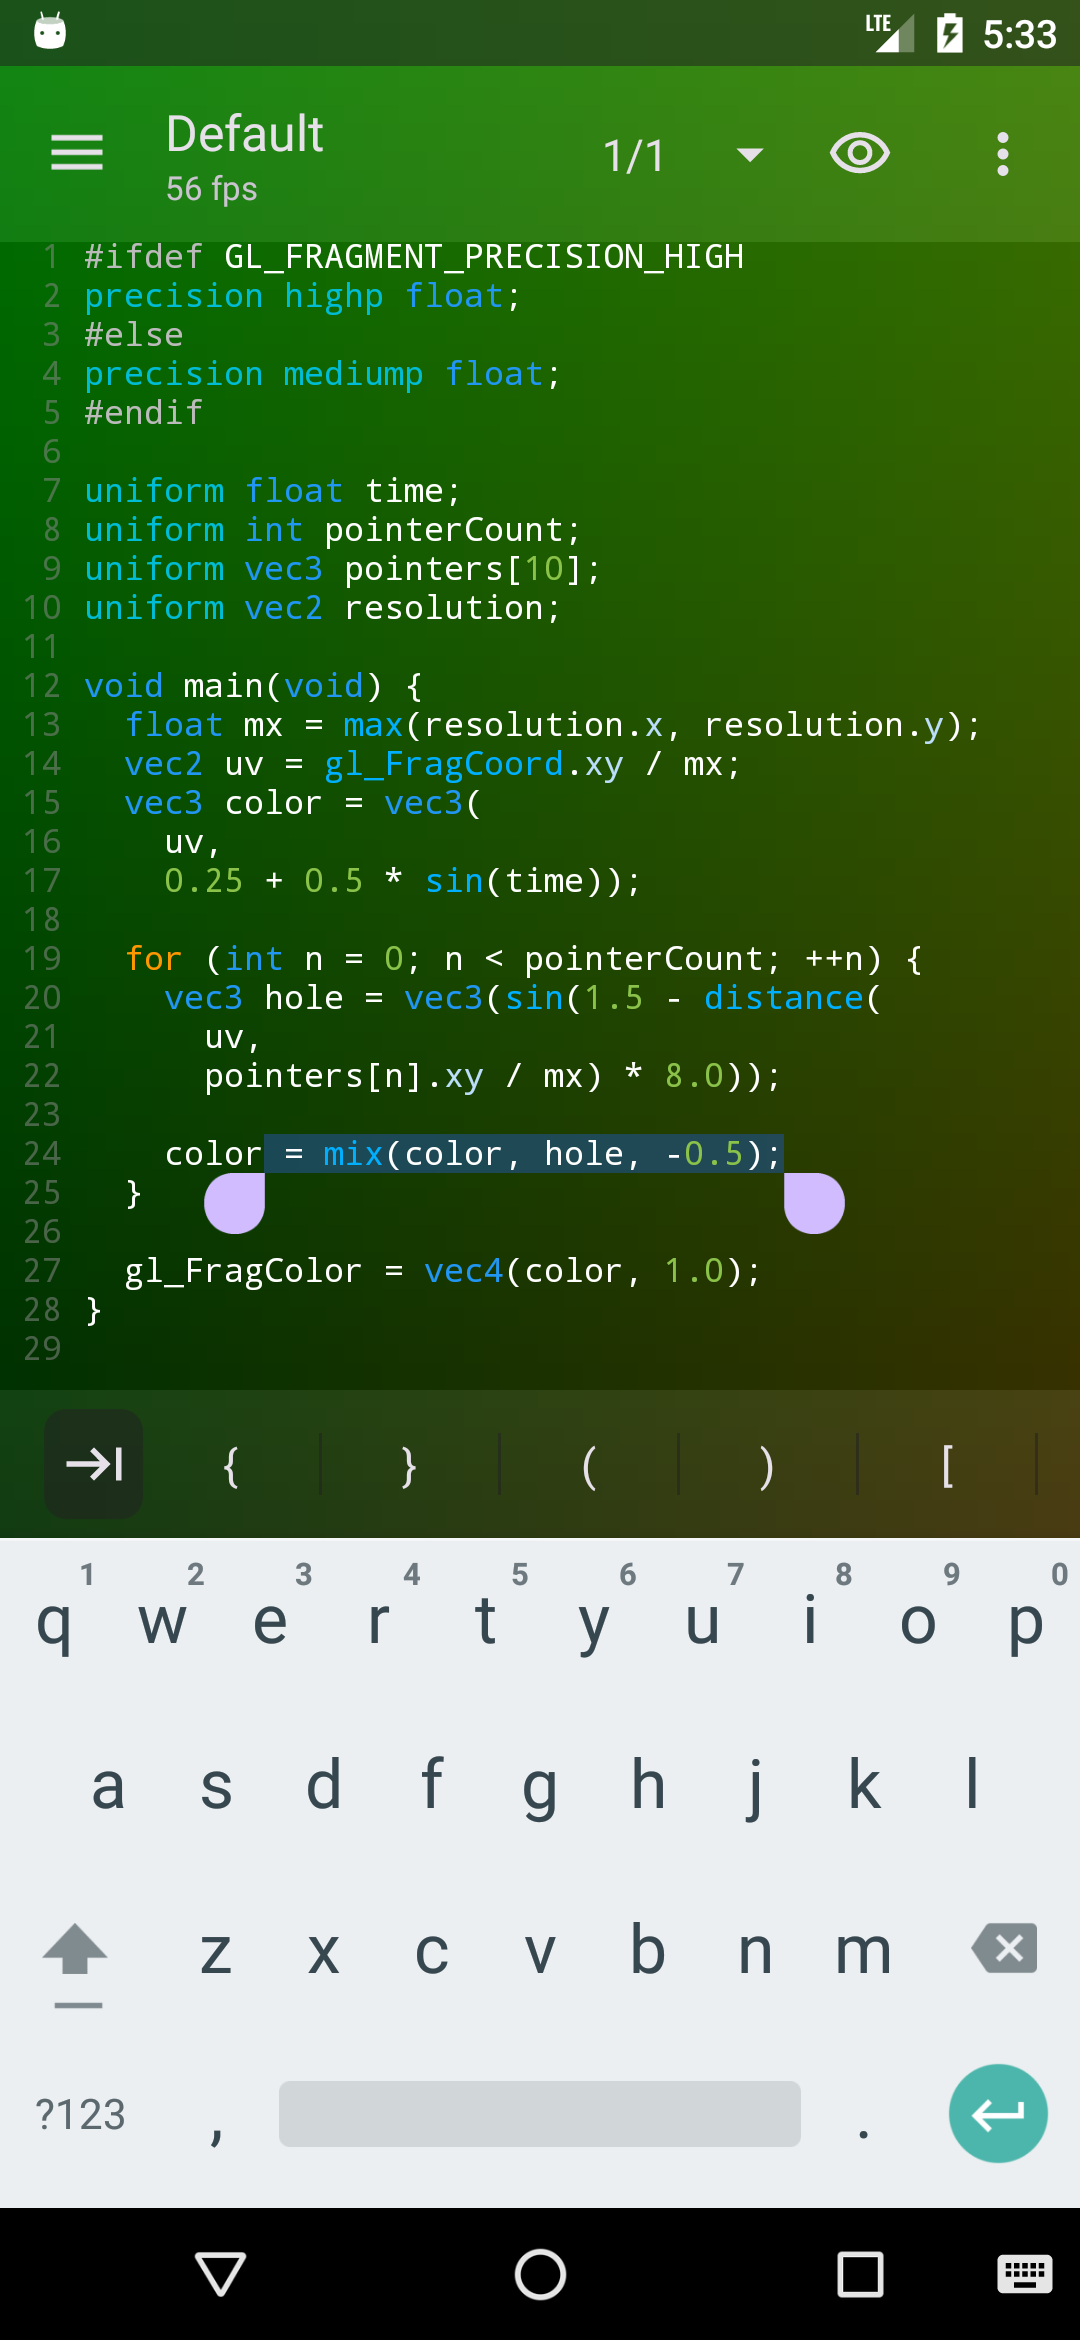 LTE 5:33
Default
56 fps
1/1
1 #ifdef GL_FRAGMENT_PRECISION_HIGH
2 precision highp float;
3 #else
4 precision mediump float;
5 #endif
6
7 uniform float time;
8 uniform int pointerCount;
9 uniform vec3 pointers[10];
10 uniform vec2 resolution;
11
12 void main(void) {
13   float mx = max(resolution.x, resolution.y);
14   vec2 uv = gl_FragCoord.xy / mx;
15   vec3 color = vec3(
16     uv,
17     0.25 + 0.5 * sin(time));
18
19   for (int n = 0; n < pointerCount; ++n) {
20     vec3 hole = vec3(sin(1.5 - distance(
21       uv,
22       pointers[n].xy / mx) * 8.0));
23
24     color = mix(color, hole, -0.5);
25   }
26
27   gl_FragColor = vec4(color, 1.0);
28 }
29
{ } ( ) [
1 2 3 4 5 6 7 8 9 0
q w e r t y u i o p
a s d f g h j k l
z x c v b n m
?123 , .